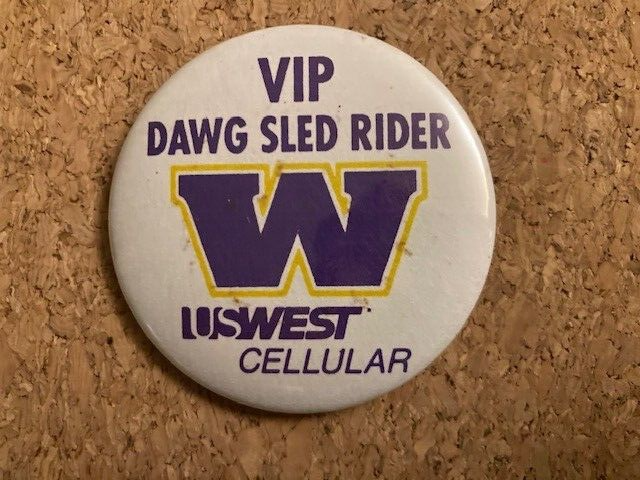 VIP
DAWG SLED RIDER
W
USWEST
CELLULAR